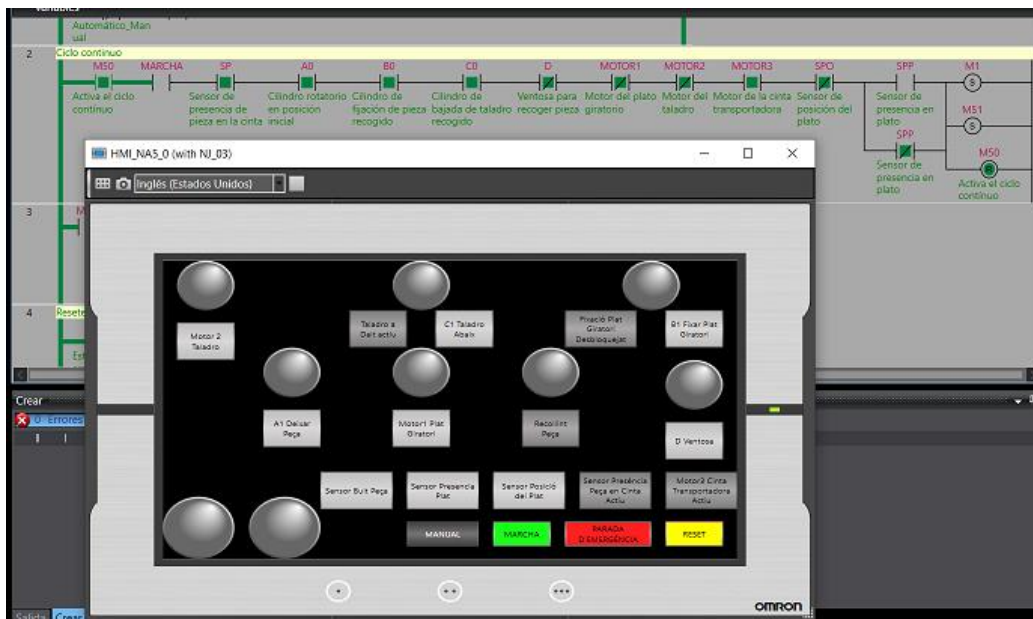 Variables
Automático_Man
ual
2
Ciclo continuo
M50 MARCHA SP A0 B0 C0 D MOTOR1 MOTOR2 MOTOR3 SPO SPP M1
S
Activa el ciclo
continuo
Sensor de
presencia de
pieza en la cinta
Cilindro rotatorio
en posición
inicial
Cilindro de
fijación de pieza
recogido
Cilindro de
bajada de taladro
recogido
Ventosa para
recoger pieza
Motor del plato
giratorio
Motor del
taladro
Motor de la cinta
transportadora
Sensor de
posición del
plato
Sensor de
presencia en
plato
M51
S
SPP
Sensor de
presencia en
plato
M50
R
Activa el ciclo
continuo
HMI_NA5_0 (with NJ_03)
Inglés (Estados Unidos)
3
M
4
Resete
Est
Motor 2
Taladro
Taladro a
Dalt actiu
C1 Taladro
Abaix
Fixació Plat
Giratori
Desbloquejat
B1 Fixar Plat
Giratori
A1 Deixar
Peça
Motor1 Plat
Giratori
Recollint
Peça
D Ventosa
Sensor Buit Peça
Sensor Presencia
Plat
Sensor Posició
del Plat
Sensor Presència
Peça en Cinta
Actiu
Motor3 Cinta
Transportadora
Actiu
MANUAL
MARCHA
PARADA
D'EMERGÈNCIA
RESET
OMRON
Crear
0 Errores
Salida Crear